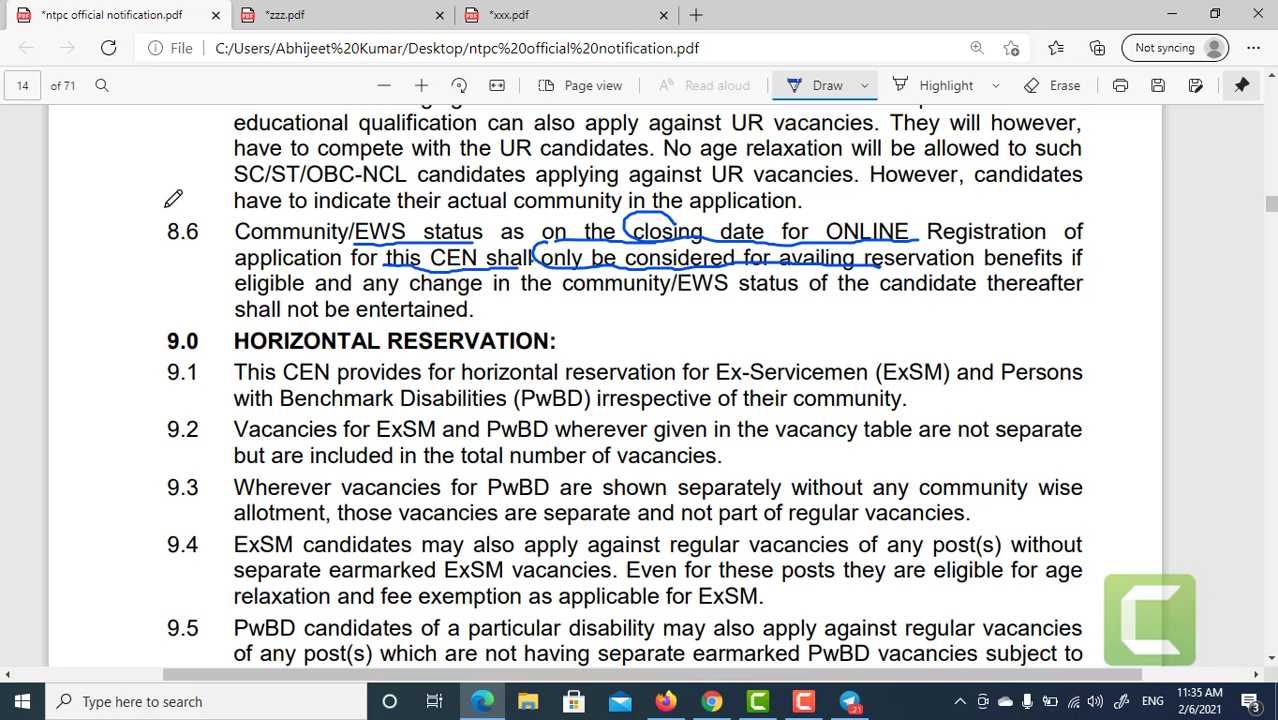 *ntpc official notification.pdf
*zzz.pdf
*xxx.pdf
File
C:/Users/Abhijeet%20Kumar/Desktop/ntpc%20official%20notification.pdf
Not syncing
14 of 71
Page view
Read aloud
Draw
Highlight
Erase
educational qualification can also apply against UR vacancies. They will however,
have to compete with the UR candidates. No age relaxation will be allowed to such
SC/ST/OBC-NCL candidates applying against UR vacancies. However, candidates
have to indicate their actual community in the application.
8.6 Community/EWS status as on the closing date for ONLINE Registration of
application for this CEN shall only be considered for availing reservation benefits if
eligible and any change in the community/EWS status of the candidate thereafter
shall not be entertained.
9.0 HORIZONTAL RESERVATION:
9.1 This CEN provides for horizontal reservation for Ex-Servicemen (ExSM) and Persons
with Benchmark Disabilities (PwBD) irrespective of their community.
9.2 Vacancies for ExSM and PwBD wherever given in the vacancy table are not separate
but are included in the total number of vacancies.
9.3 Wherever vacancies for PwBD are shown separately without any community wise
allotment, those vacancies are separate and not part of regular vacancies.
9.4 ExSM candidates may also apply against regular vacancies of any post(s) without
separate earmarked ExSM vacancies. Even for these posts they are eligible for age
relaxation and fee exemption as applicable for ExSM.
9.5 PwBD candidates of a particular disability may also apply against regular vacancies
of any post(s) which are not having separate earmarked PwBD vacancies subject to
Type here to search
21
ENG
11:35 AM
2/6/2021
3